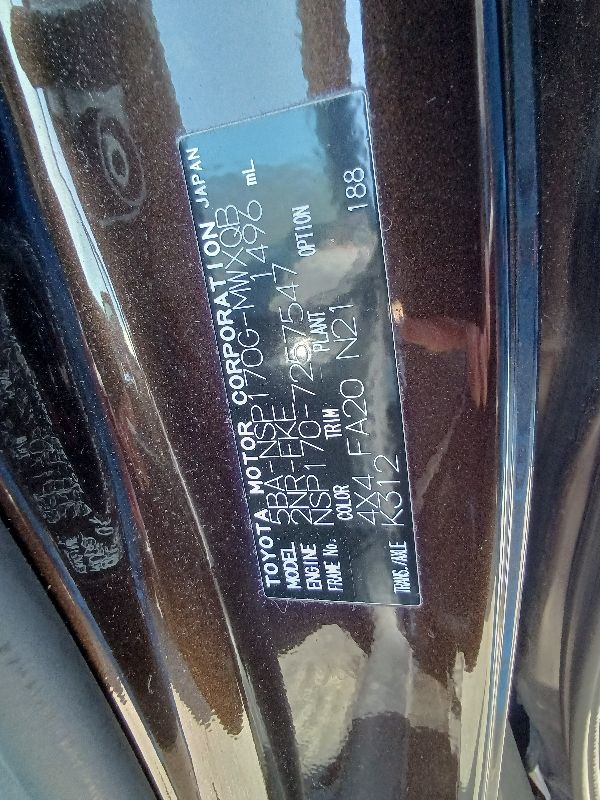 TOYOTA MOTOR CORPORATION JAPAN
MODEL 5BA-NSP170G-MWXQB
ENGINE 2NR-FKE 1496 mL
FRAME No. NSP170-7257547
COLOR TRIM PLANT OPTION
4X4 FA20 N21 188
TRANS./AXLE K312